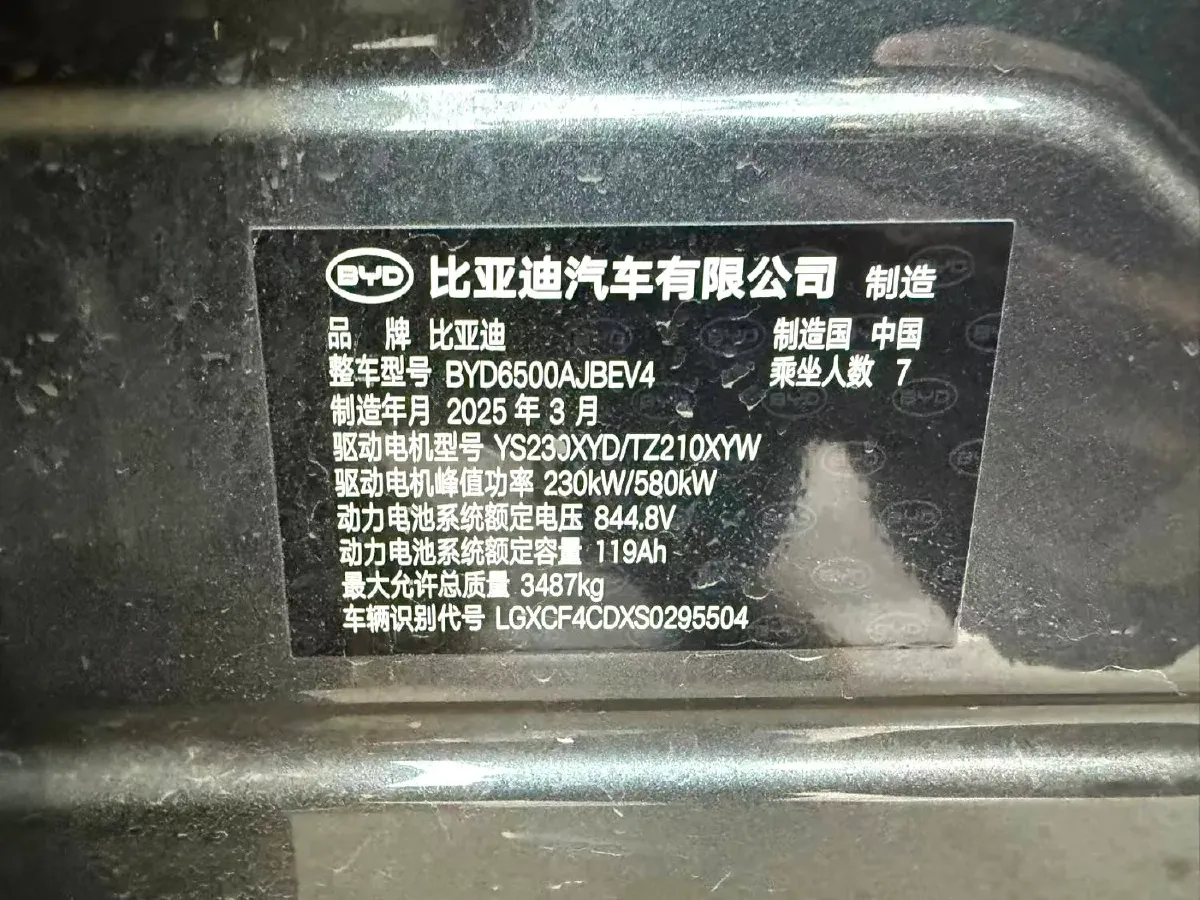 BYD 比亚迪汽车有限公司 制造
品 牌 比亚迪 制造国 中国
整车型号 BYD6500AJBEV4 乘坐人数 7
制造年月 2025 年 3 月
驱动电机型号 YS230XYD/TZ210XYW
驱动电机峰值功率 230kW/580kW
动力电池系统额定电压 844.8V
动力电池系统额定容量 119Ah
最大允许总质量 3487kg
车辆识别代号 LGXCF4CDXS0295504